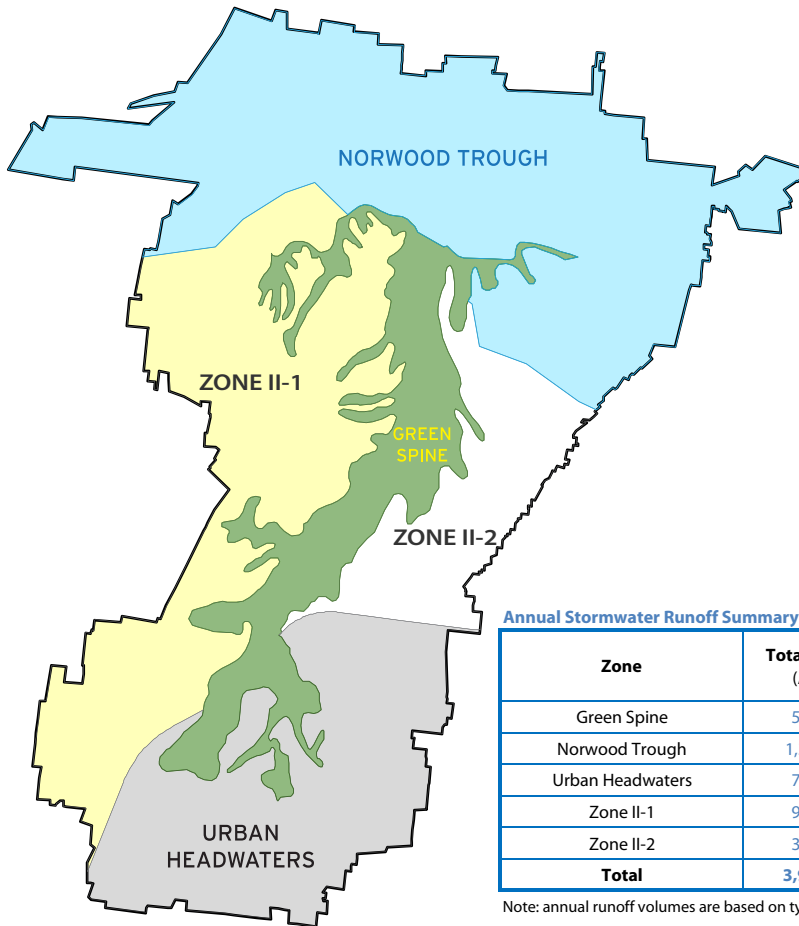 NORWOOD TROUGH
ZONE II-1
GREEN
SPINE
ZONE II-2
URBAN
HEADWATERS
Annual Stormwater Runoff Summary
Zone
Green Spine
Norwood Trough
Urban Headwaters
Zone II-1
Zone II-2
Total
Note: annual runoff volumes are based on